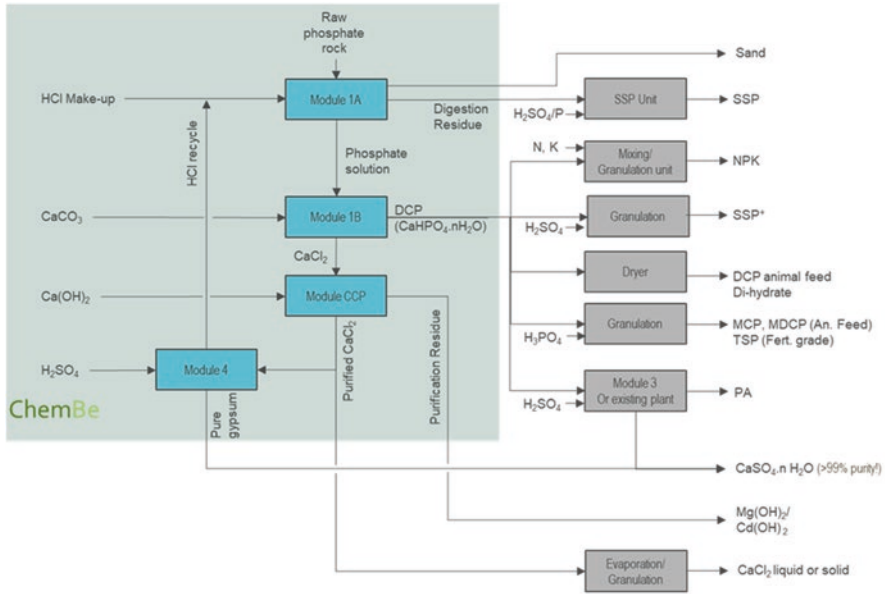 Raw
phosphate
rock
Sand
HCl Make-up
Module 1A
Digestion
Residue
H₂SO₄/P
SSP Unit
SSP
HCl recycle
Phosphate
solution
N, K
Mixing/
Granulation unit
NPK
CaCO₃
Module 1B
DCP
(CaHPO₄.nH₂O)
H₂SO₄
Granulation
SSP⁺
CaCl₂
Dryer
DCP animal feed
Di-hydrate
Ca(OH)₂
Module CCP
H₃PO₄
Granulation
MCP, MDCP (An. Feed)
TSP (Fert. grade)
H₂SO₄
Module 4
Purified CaCl₂
Purification Residue
H₂SO₄
Module 3
Or existing plant
PA
ChemBe
Pure
gypsum
CaSO₄.n H₂O (>99% purity!)
Mg(OH)₂/
Cd(OH)₂
Evaporation/
Granulation
CaCl₂ liquid or solid